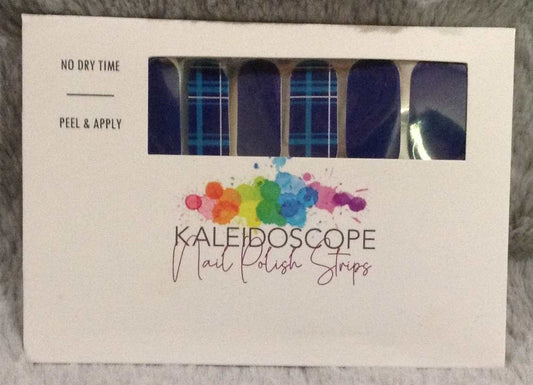 NO DRY TIME
PEEL & APPLY
KALEIDOSCOPE
Nail Polish Strips